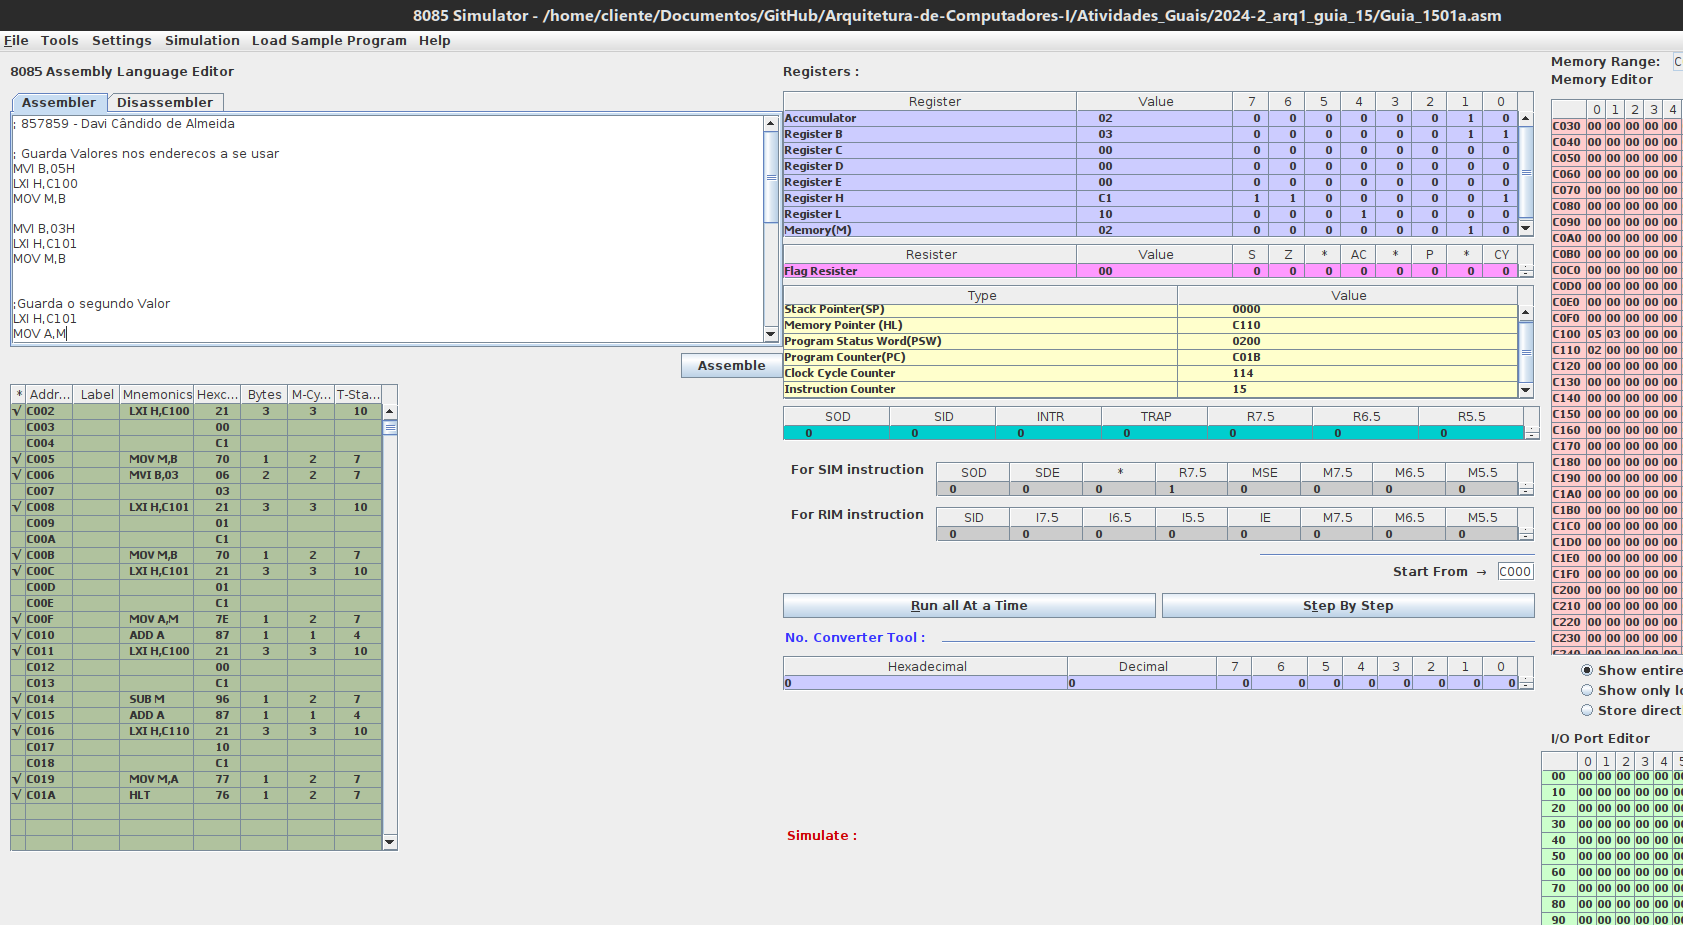 8085 Simulator - /home/cliente/Documentos/GitHub/Arquitetura-de-Computadores-I/Atividades_Guais/2024-2_arq1_guia_15/Guia_1501a.asm
File Tools Settings Simulation Load Sample Program Help
8085 Assembly Language Editor
Assembler Disassembler
; 857859 - Davi Cândido de Almeida
; Guarda Valores nos enderecos a se usar
MVI B,05H
LXI H,C100
MOV M,B
MVI B,03H
LXI H,C101
MOV M,B
;Guarda o segundo Valor
LXI H,C101
MOV A,M
Assemble
* Addr... Label Mnemonics Hexc... Bytes M-Cy... T-Sta...
√ C002 LXI H,C100 21 3 3 10
C003 00
C004 C1
√ C005 MOV M,B 70 1 2 7
√ C006 MVI B,03 06 2 2 7
C007 03
√ C008 LXI H,C101 21 3 3 10
C009 01
C00A C1
√ C00B MOV M,B 70 1 2 7
√ C00C LXI H,C101 21 3 3 10
C00D 01
C00E C1
√ C00F MOV A,M 7E 1 2 7
√ C010 ADD A 87 1 1 4
√ C011 LXI H,C100 21 3 3 10
C012 00
C013 C1
√ C014 SUB M 96 1 2 7
√ C015 ADD A 87 1 1 4
√ C016 LXI H,C110 21 3 3 10
C017 10
C018 C1
√ C019 MOV M,A 77 1 2 7
√ C01A HLT 76 1 2 7
Registers :
Register Value 7 6 5 4 3 2 1 0
Accumulator 02 0 0 0 0 0 0 1 0
Register B 03 0 0 0 0 0 0 1 1
Register C 00 0 0 0 0 0 0 0 0
Register D 00 0 0 0 0 0 0 0 0
Register E 00 0 0 0 0 0 0 0 0
Register H C1 1 1 0 0 0 0 0 1
Register L 10 0 0 0 1 0 0 0 0
Memory(M) 02 0 0 0 0 0 0 1 0
Resister Value S Z * AC * P * CY
Flag Resister 00 0 0 0 0 0 0 0 0
Type Value
Stack Pointer(SP) 0000
Memory Pointer (HL) C110
Program Status Word(PSW) 0200
Program Counter(PC) C01B
Clock Cycle Counter 114
Instruction Counter 15
SOD SID INTR TRAP R7.5 R6.5 R5.5
0 0 0 0 0 0 0
For SIM instruction
SOD SDE * R7.5 MSE M7.5 M6.5 M5.5
0 0 0 1 0 0 0 0
For RIM instruction
SID I7.5 I6.5 I5.5 IE M7.5 M6.5 M5.5
0 0 0 0 0 0 0 0
Start From → C000
Run all At a Time Step By Step
No. Converter Tool :
Hexadecimal Decimal 7 6 5 4 3 2 1 0
0 0 0 0 0 0 0 0 0 0
Simulate :
Memory Range: C
Memory Editor
0 1 2 3 4
C030 00 00 00 00 00
C040 00 00 00 00 00
C050 00 00 00 00 00
C060 00 00 00 00 00
C070 00 00 00 00 00
C080 00 00 00 00 00
C090 00 00 00 00 00
C0A0 00 00 00 00 00
C0B0 00 00 00 00 00
C0C0 00 00 00 00 00
C0D0 00 00 00 00 00
C0E0 00 00 00 00 00
C0F0 00 00 00 00 00
C100 05 03 00 00 00
C110 02 00 00 00 00
C120 00 00 00 00 00
C130 00 00 00 00 00
C140 00 00 00 00 00
C150 00 00 00 00 00
C160 00 00 00 00 00
C170 00 00 00 00 00
C180 00 00 00 00 00
C190 00 00 00 00 00
C1A0 00 00 00 00 00
C1B0 00 00 00 00 00
C1C0 00 00 00 00 00
C1D0 00 00 00 00 00
C1E0 00 00 00 00 00
C1F0 00 00 00 00 00
C200 00 00 00 00 00
C210 00 00 00 00 00
C220 00 00 00 00 00
C230 00 00 00 00 00
C240 00 00 00 00 00
Show entire
Show only lo
Store direct
I/O Port Editor
0 1 2 3 4 5
00 00 00 00 00 00
10 00 00 00 00 00
20 00 00 00 00 00
30 00 00 00 00 00
40 00 00 00 00 00
50 00 00 00 00 00
60 00 00 00 00 00
70 00 00 00 00 00
80 00 00 00 00 00
90 00 00 00 00 00